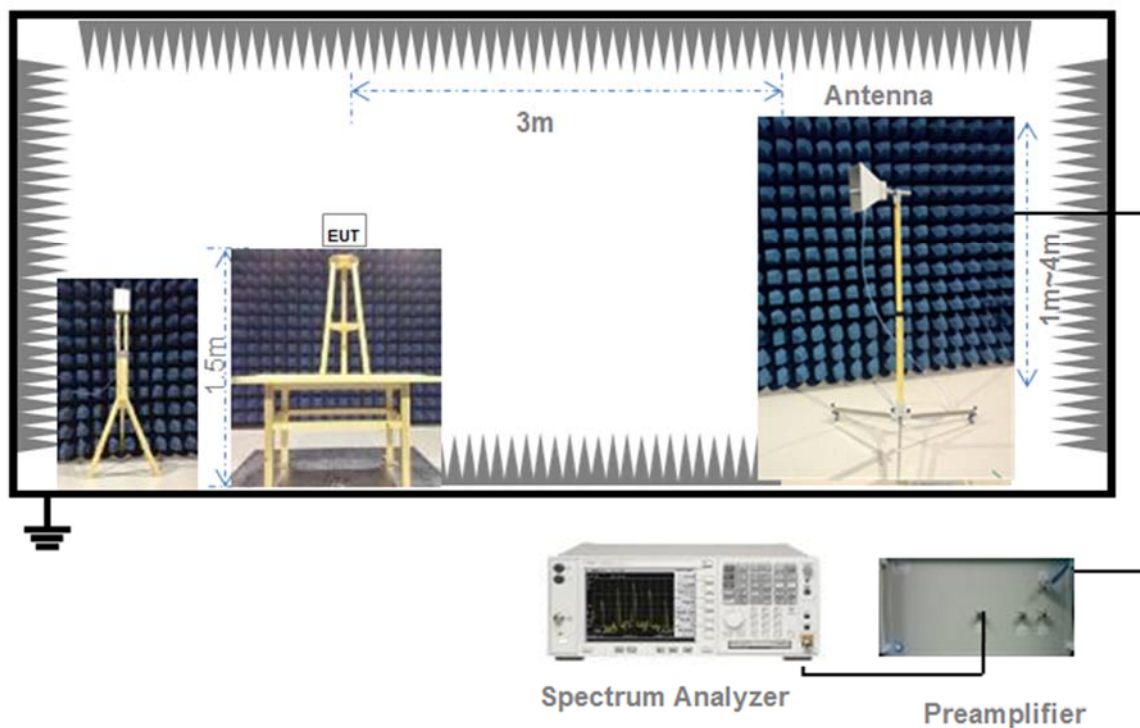 Antenna
3m
EUT
1.5m
1m~4m
Spectrum Analyzer
Preamplifier